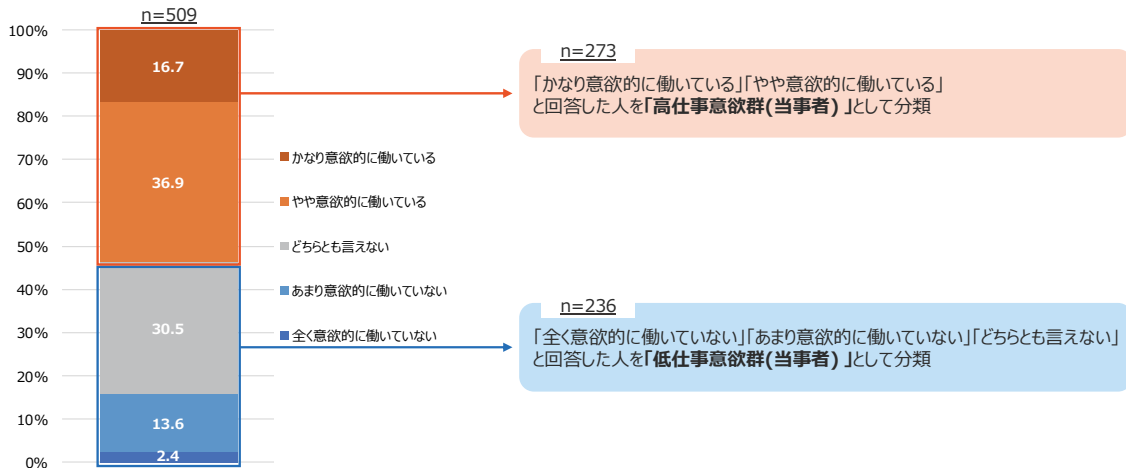 n=509
100%
90%
80%
70%
60%
50%
40%
30%
20%
10%
0%
16.7
36.9
30.5
13.6
2.4
かなり意欲的に働いている
やや意欲的に働いている
どちらとも言えない
あまり意欲的に働いていない
全く意欲的に働いていない
n=273
「かなり意欲的に働いている」「やや意欲的に働いている」
と回答した人を「高仕事意欲群(当事者) 」として分類
n=236
「全く意欲的に働いていない」「あまり意欲的に働いていない」「どちらとも言えない」
と回答した人を「低仕事意欲群(当事者) 」として分類